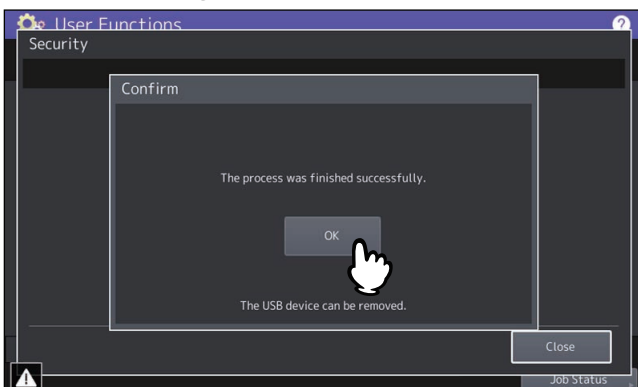 User Functions
?
Security
Confirm
The process was finished successfully.
OK
The USB device can be removed.
Close
Job Status